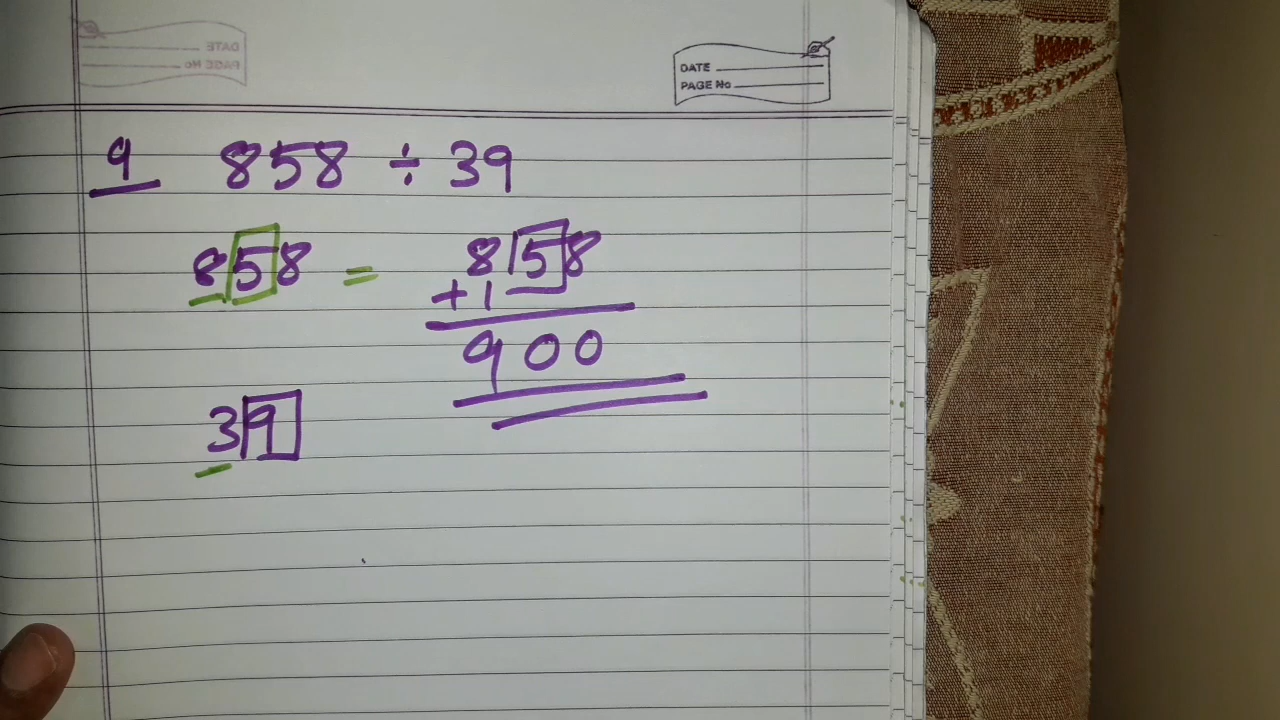 DATE
PAGE No
9 858 ÷ 39
858 = 858
+ 1
900
39